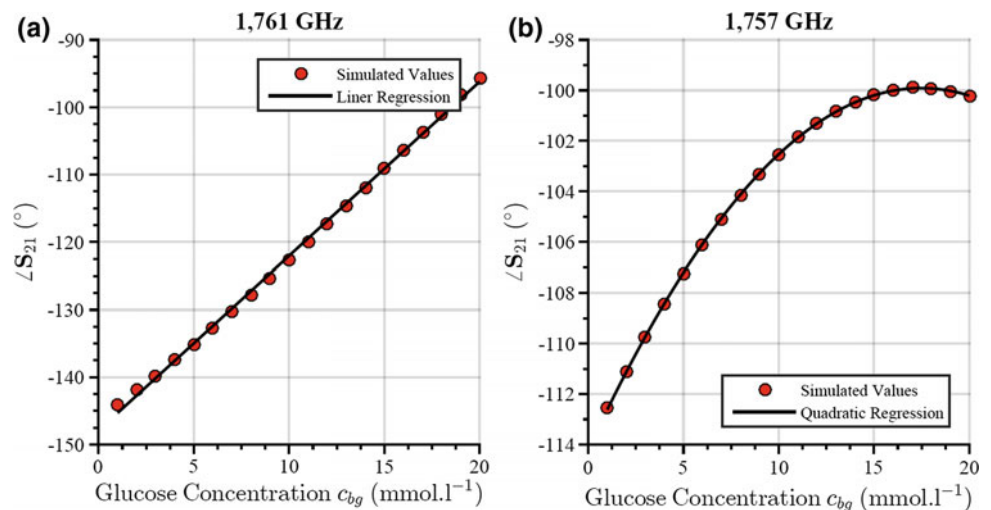 (a)
1,761 GHz
-90
-100
-110
-120
-130
-140
-150
∠S₂₁ (°)
Simulated Values
Liner Regression
0
5
10
15
20
Glucose Concentration c_bg (mmol.l⁻¹)
(b)
1,757 GHz
-98
-100
-102
-104
-106
-108
-110
-112
-114
∠S₂₁ (°)
Simulated Values
Quadratic Regression
0
5
10
15
20
Glucose Concentration c_bg (mmol.l⁻¹)